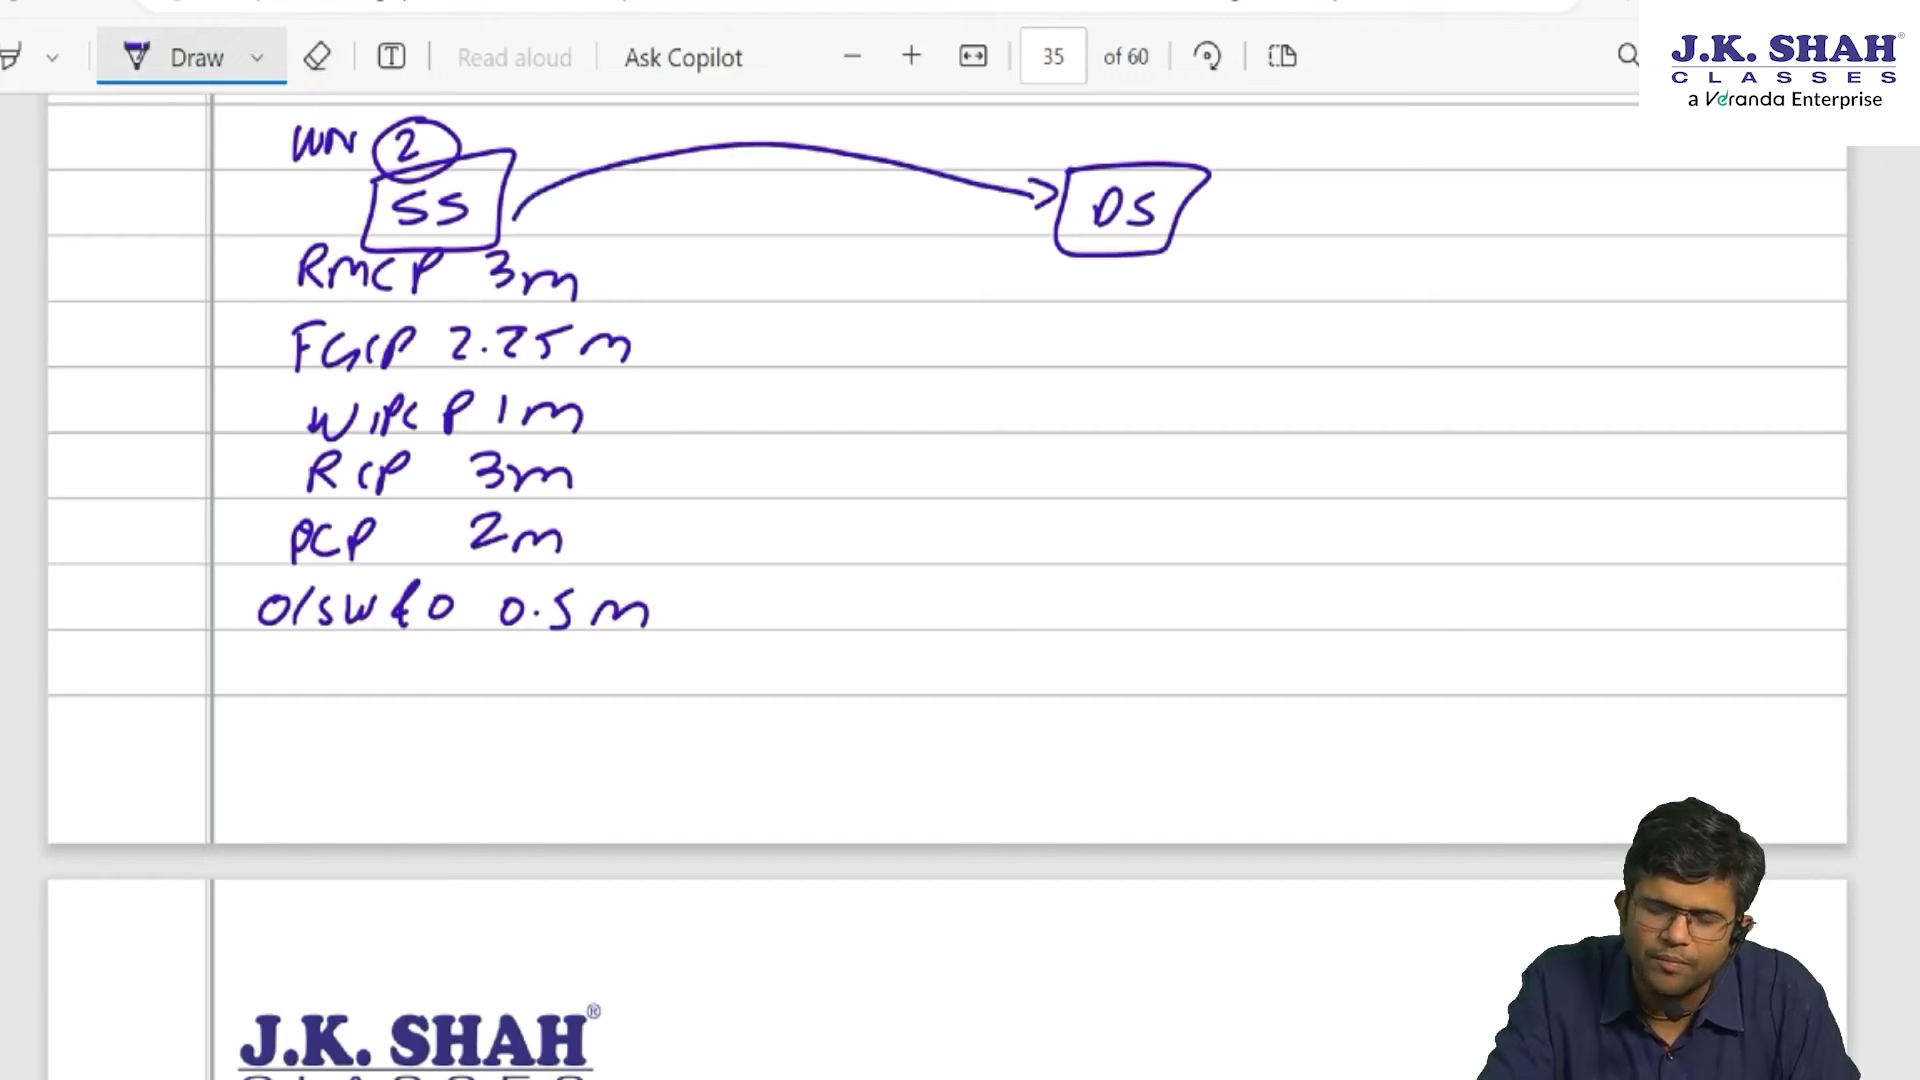 Draw
Read aloud
Ask Copilot
35 of 60
J.K. SHAH®
CLASSES
a Veranda Enterprise
WN 2
SS
DS
RMCP 3m
FGCP 2.25m
WIPCP 1m
RCP 3m
PCP 2m
O/SW&O 0.5m
J.K. SHAH®